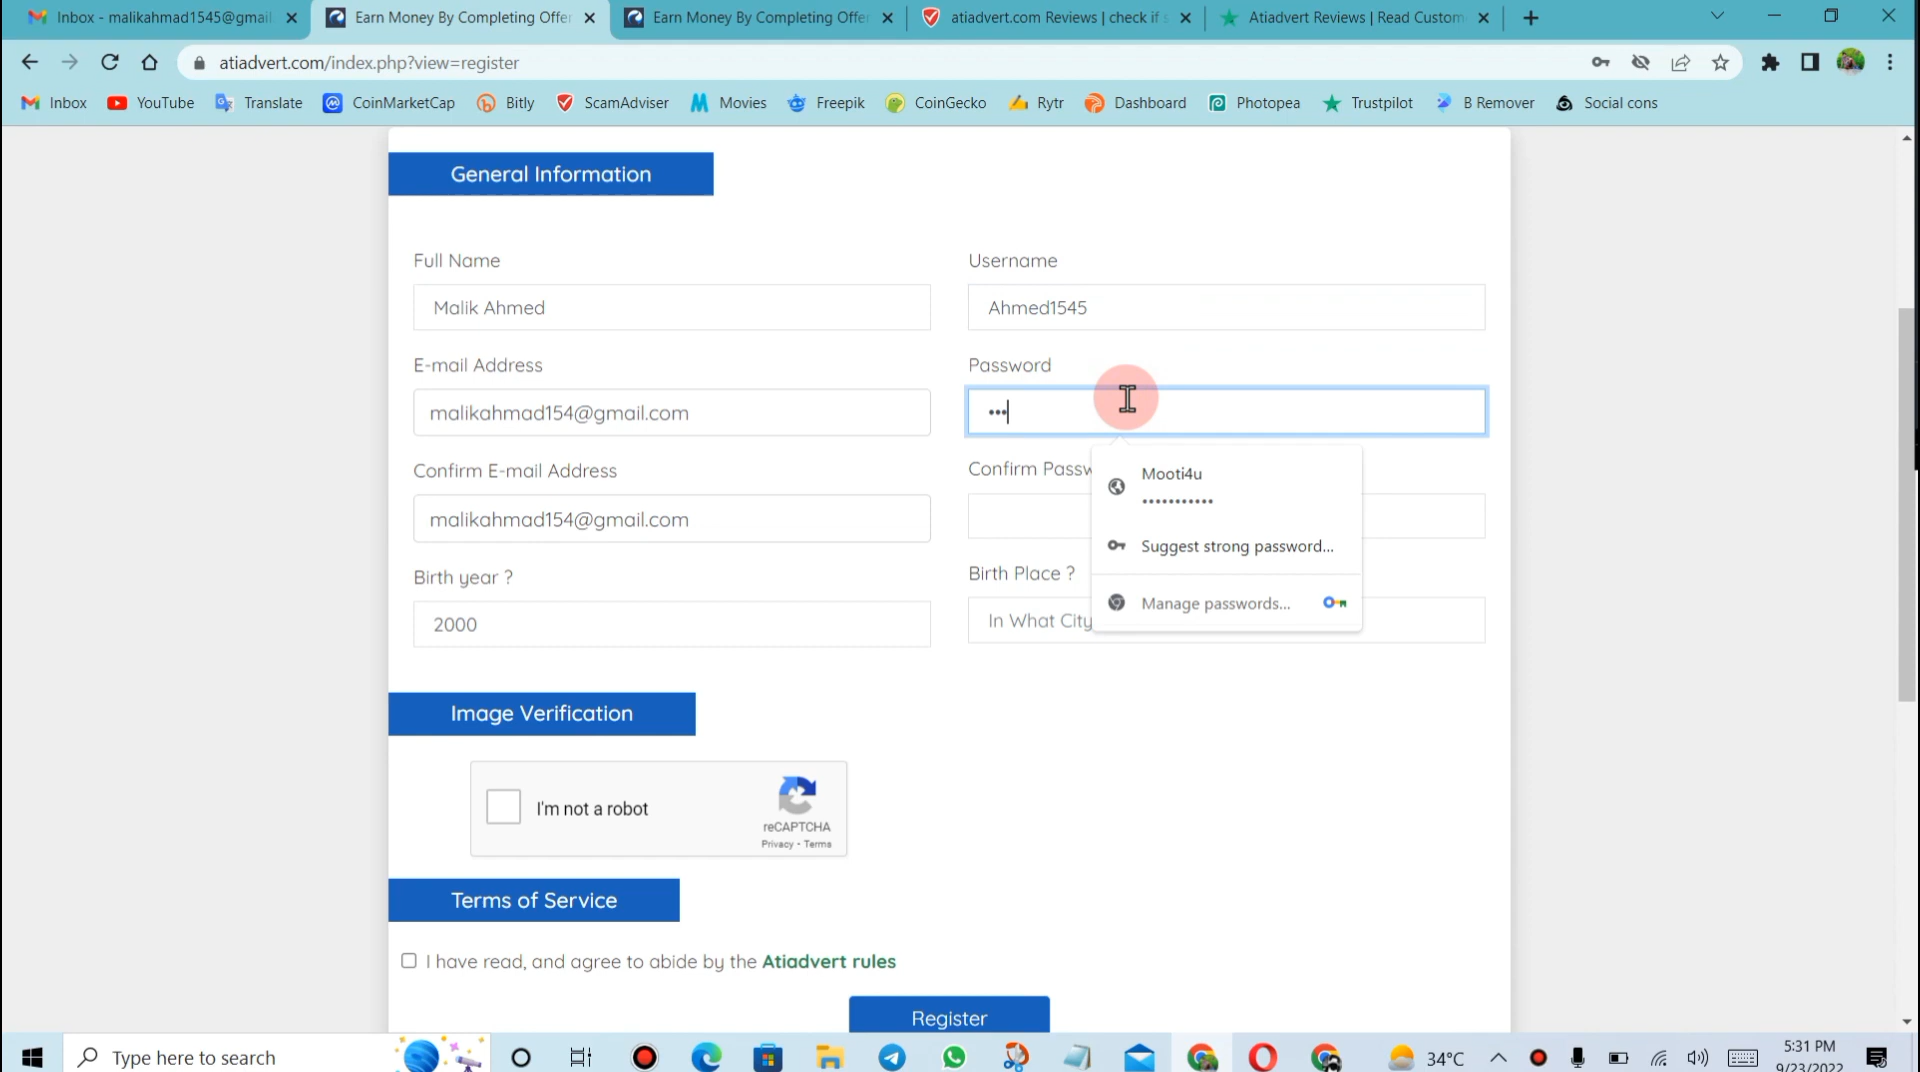 Inbox - malikahmad1545@gmail
Earn Money By Completing Offer
Earn Money By Completing Offer
atiadvert.com Reviews | check if s
Atiadvert Reviews | Read Custom
atiadvert.com/index.php?view=register
Inbox
YouTube
Translate
CoinMarketCap
Bitly
ScamAdviser
Movies
Freepik
CoinGecko
Rytr
Dashboard
Photopea
Trustpilot
B Remover
Social cons
General Information
Full Name
Username
Malik Ahmed
Ahmed1545
E-mail Address
Password
malikahmad154@gmail.com
•••
Confirm E-mail Address
Confirm Passw
Mooti4u
•••••••••••
malikahmad154@gmail.com
Suggest strong password...
Birth year ?
Birth Place ?
Manage passwords...
2000
In What City
Image Verification
I'm not a robot
reCAPTCHA
Privacy - Terms
Terms of Service
I have read, and agree to abide by the Atiadvert rules
Register
Type here to search
34°C
5:31 PM
9/23/2022